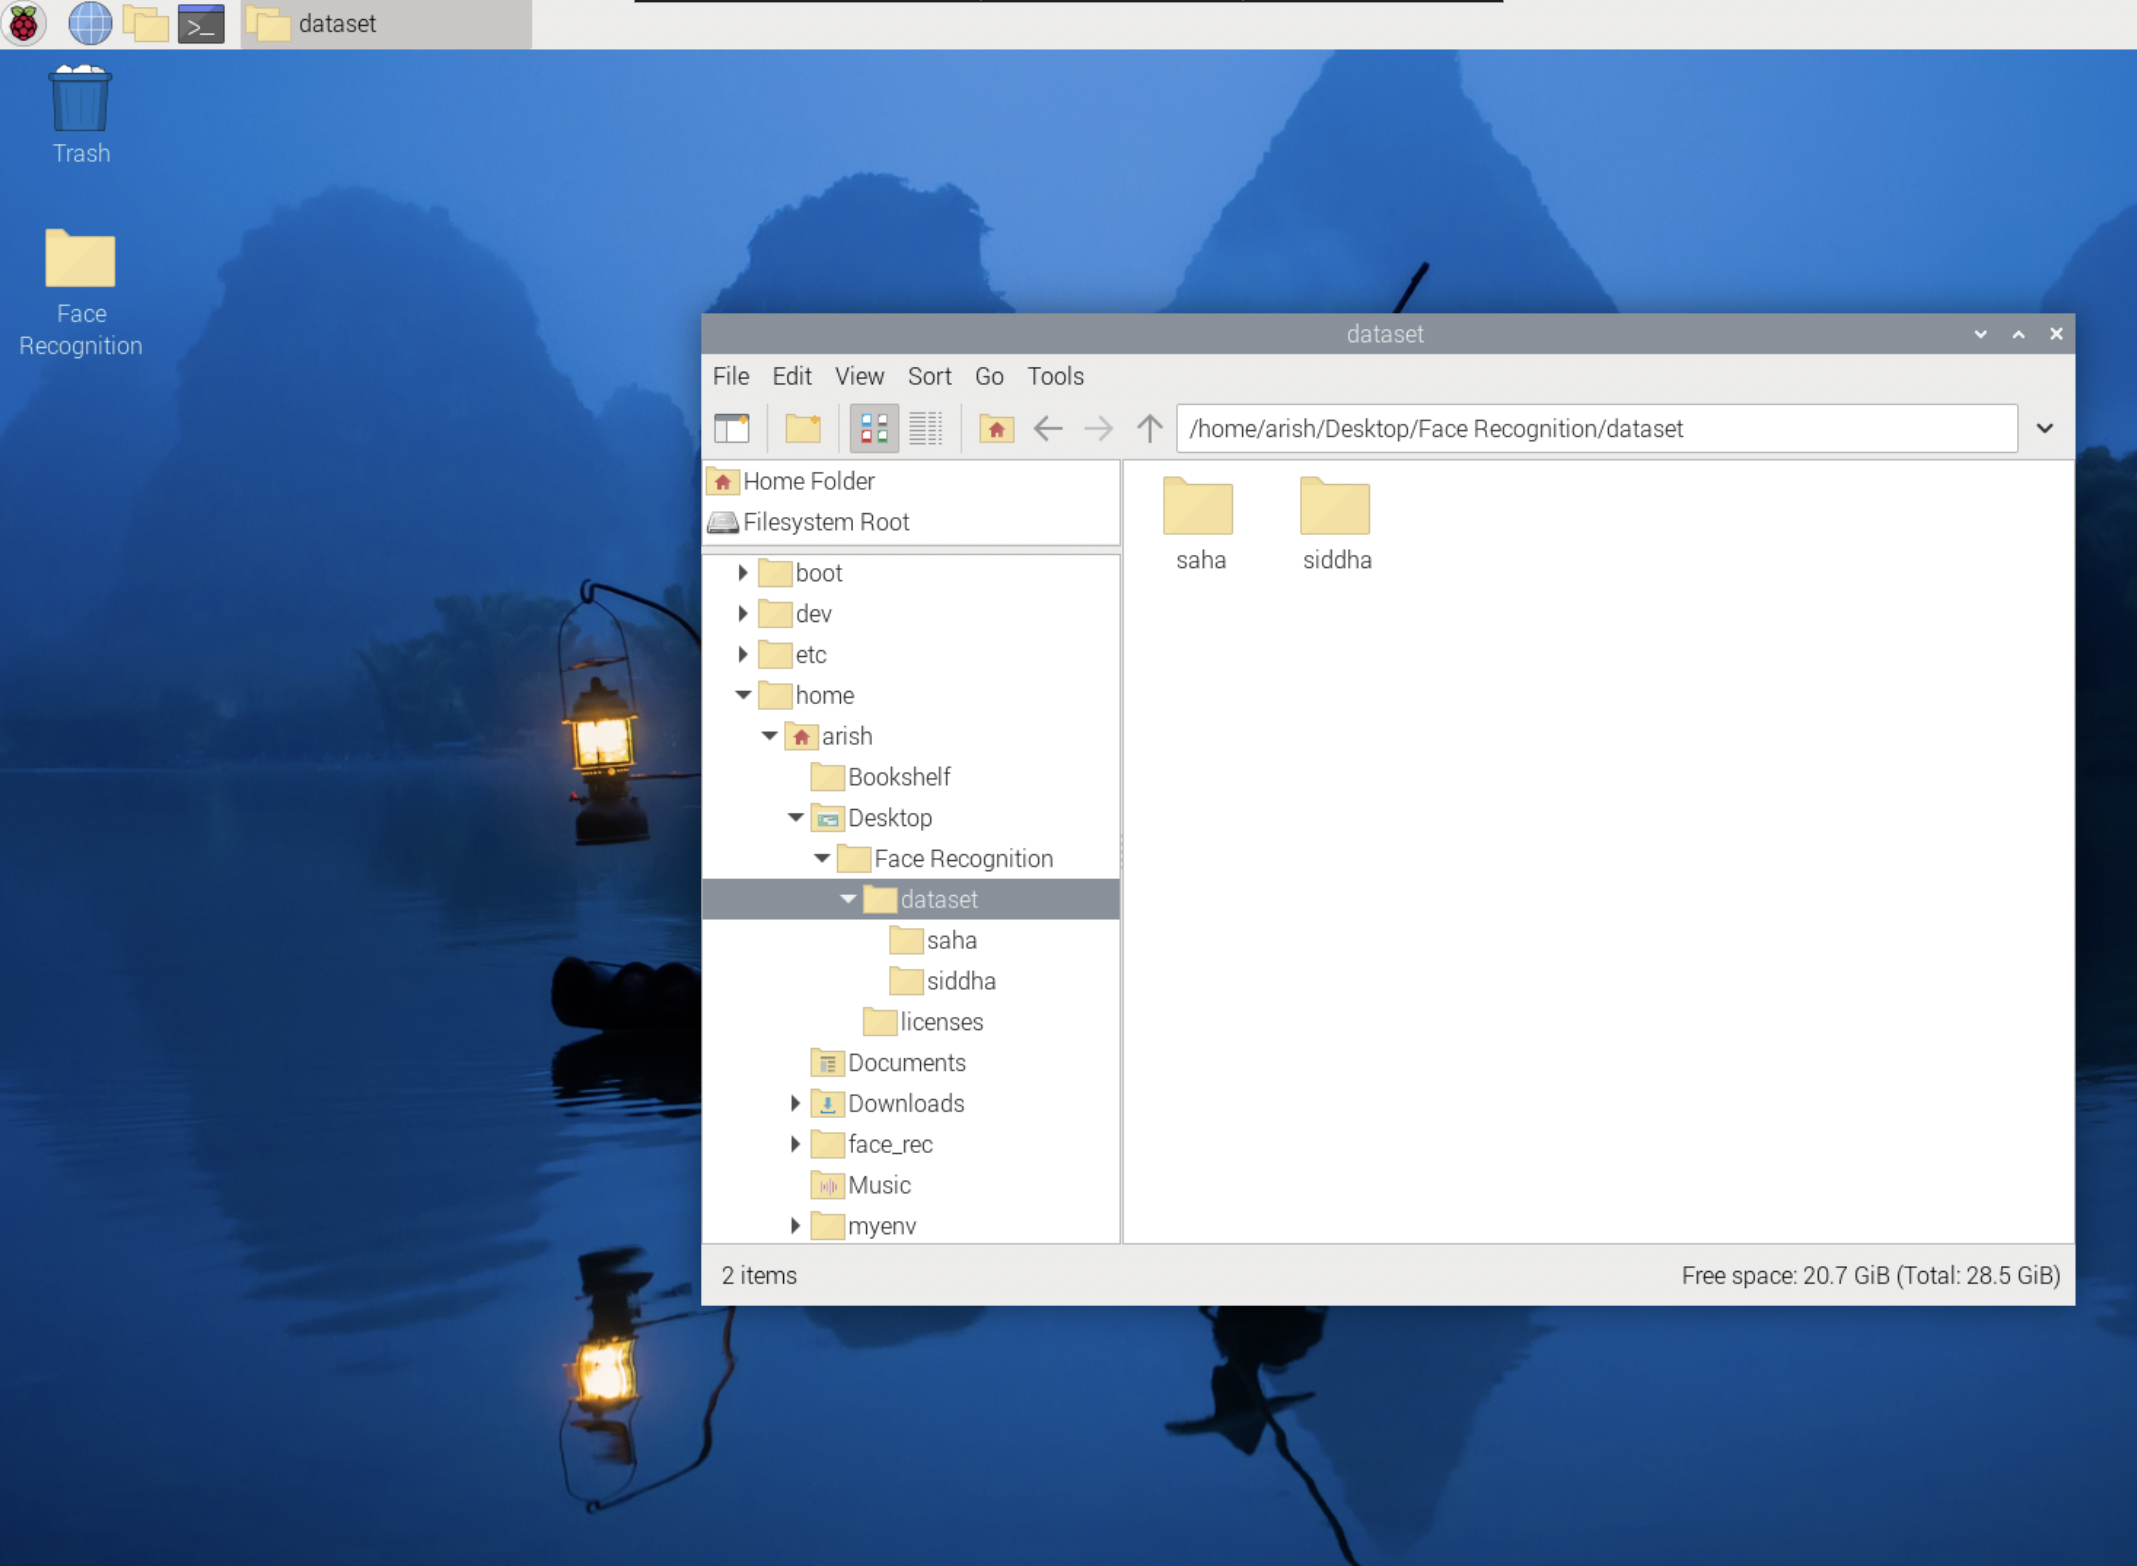 dataset
Trash
Face
Recognition
dataset
File Edit View Sort Go Tools
/home/arish/Desktop/Face Recognition/dataset
Home Folder
Filesystem Root
boot
dev
etc
home
arish
Bookshelf
Desktop
Face Recognition
dataset
saha
siddha
licenses
Documents
Downloads
face_rec
Music
myenv
saha
siddha
2 items
Free space: 20.7 GiB (Total: 28.5 GiB)